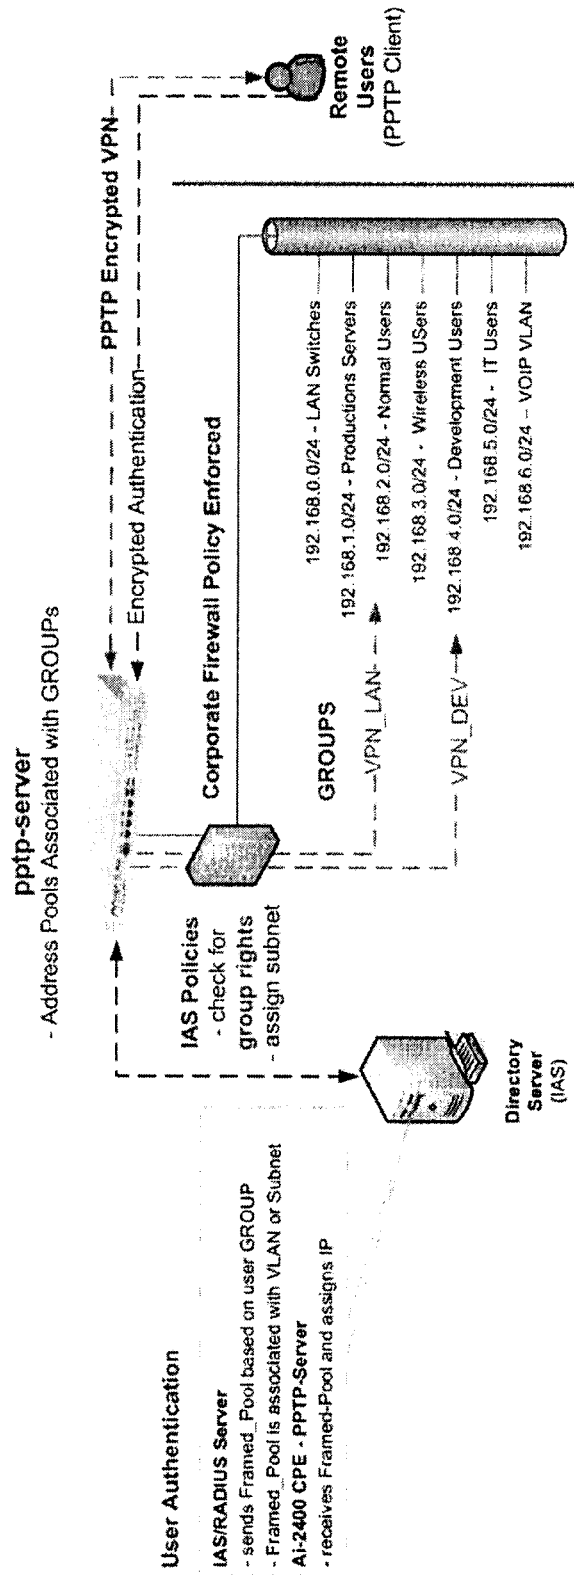 pptp-server
- Address Pools Associated with GROUPs
PPTP Encrypted VPN
Encrypted Authentication
Remote
Users
(PPTP Client)
Corporate Firewall Policy Enforced
IAS Policies
- check for
group rights
- assign subnet
GROUPS
VPN_LAN
VPN_DEV
192.168.0.0/24 - LAN Switches
192.168.1.0/24 - Productions Servers
192.168.2.0/24 - Normal Users
192.168.3.0/24 - Wireless USers
192.168.4.0/24 - Development Users
192.168.5.0/24 - IT Users
192.168.6.0/24 - VOIP VLAN
User Authentication
IAS/RADIUS Server
- sends Framed_Pool based on user GROUP
- Framed_Pool is associated with VLAN or Subnet
Ai-2400 CPE - PPTP-Server
- receives Framed-Pool and assigns IP
Directory
Server
(IAS)